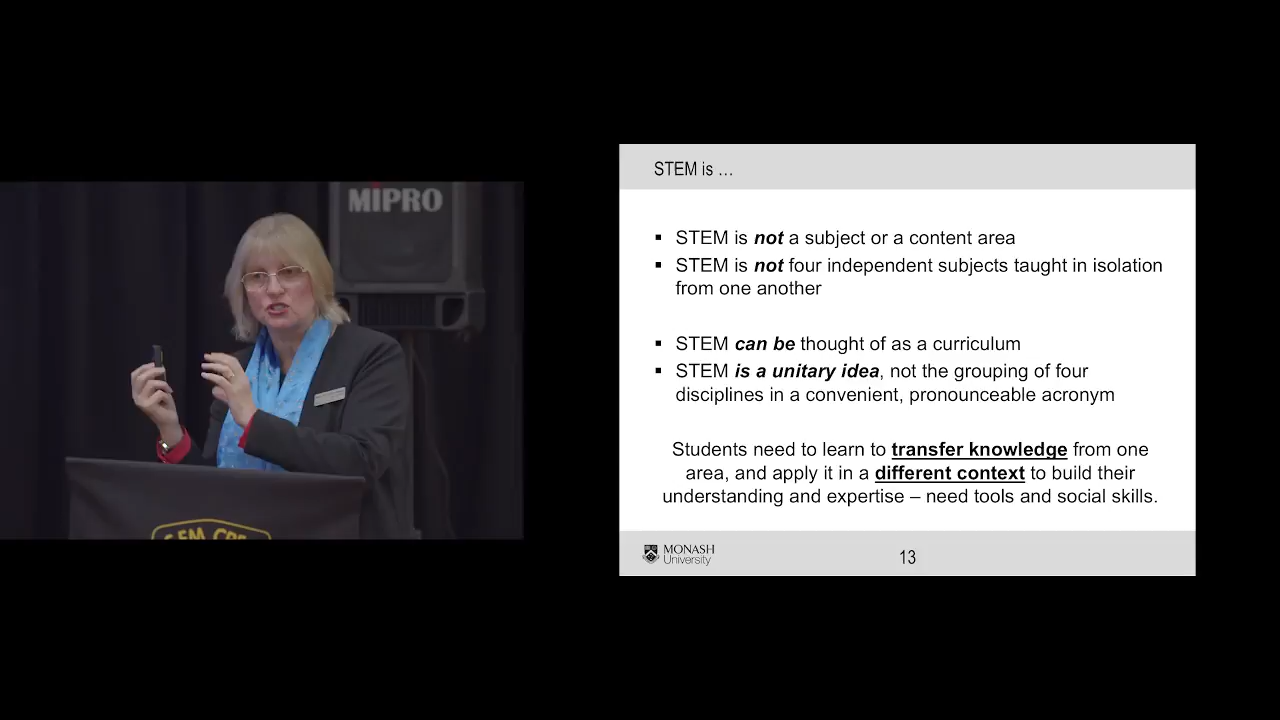 MIPRO
STEM is …
▪ STEM is not a subject or a content area
▪ STEM is not four independent subjects taught in isolation
from one another
▪ STEM can be thought of as a curriculum
▪ STEM is a unitary idea, not the grouping of four
disciplines in a convenient, pronounceable acronym
Students need to learn to transfer knowledge from one
area, and apply it in a different context to build their
understanding and expertise – need tools and social skills.
MONASH
University
13